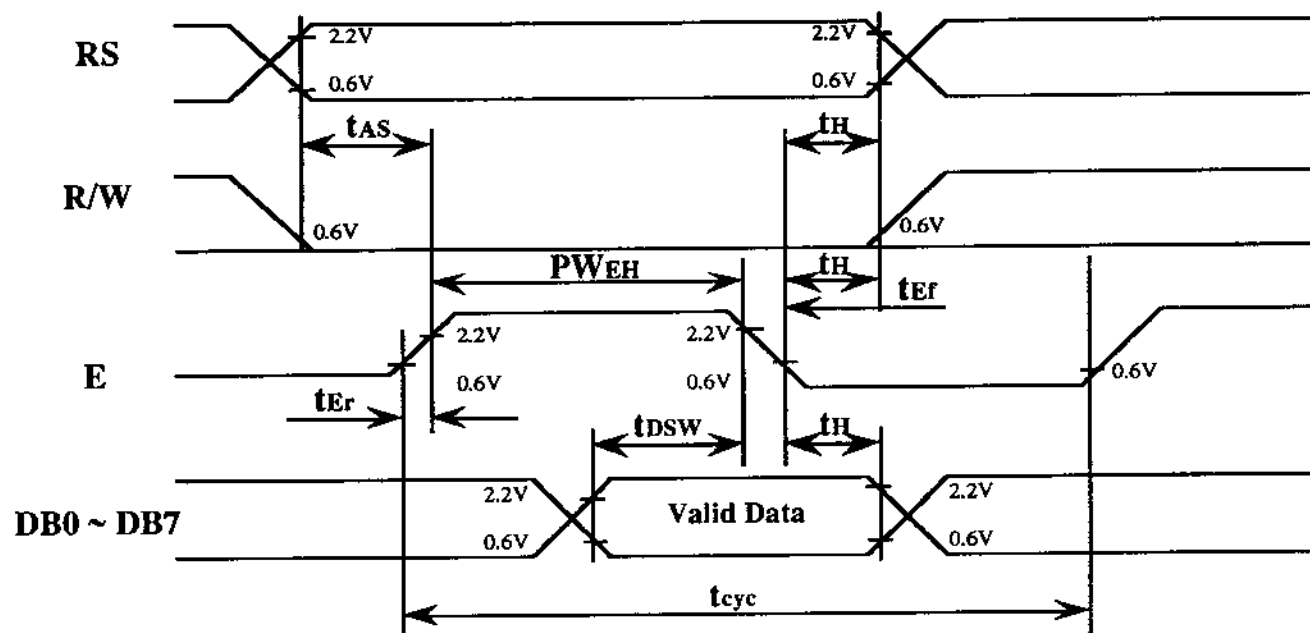 RS
2.2V
2.2V
0.6V
0.6V
tAS
tH
R/W
0.6V
0.6V
PWEH
tH
tEf
E
2.2V
2.2V
0.6V
0.6V
0.6V
tEr
tDSW
tH
DB0 ~ DB7
2.2V
Valid Data
2.2V
0.6V
0.6V
tcyc